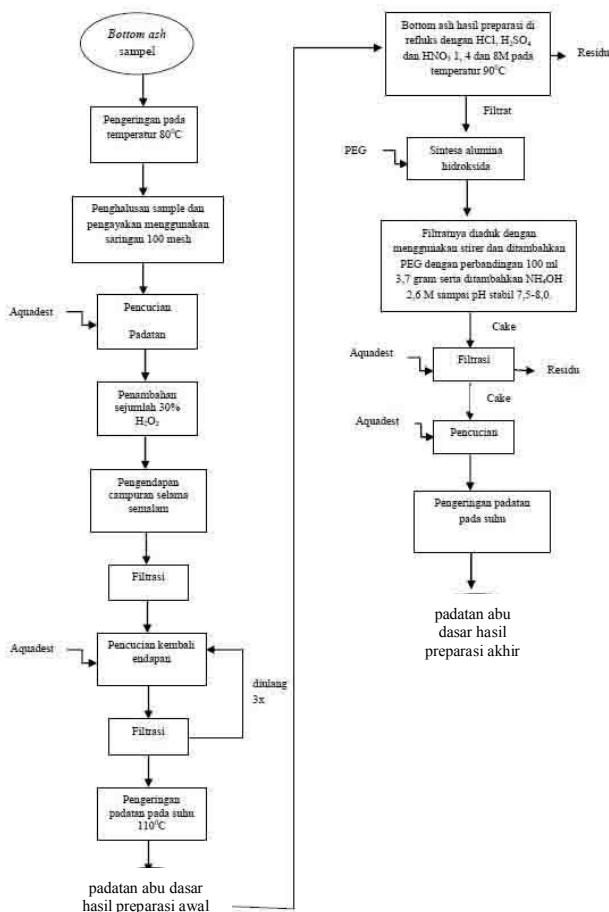 Bottom ash
sampel
Pengeringan pada
temperatur 80⁰C
Penghalusan sample dan
pengayakan menggunakan
saringan 100 mesh
Aquadest
Pencucian
Padatan
Penambahan
sejumlah 30%
H₂O₂
Pengendapan
campuran selama
semalam
Filtrasi
Aquadest
Pencucian kembali
endapan
diulang
3x
Filtrasi
Pengeringan
padatan pada suhu
110⁰C
padatan abu dasar
hasil preparasi awal
Bottom ash hasil preparasi di
refluks dengan HCl, H₂SO₄
dan HNO₃ 1, 4 dan 8M pada
temperatur 90⁰C
Residu
Filtrat
PEG
Sintesa alumina
hidroksida
Filtratnya diaduk dengan
menggunakan stirer dan ditambahkan
PEG dengan perbandingan 100 ml
3,7 gram serta ditambahkan NH₄OH
2,6 M sampai pH stabil 7,5-8,0
Cake
Aquadest
Filtrasi
Residu
Cake
Aquadest
Pencucian
Pengeringan padatan
pada suhu
padatan abu
dasar hasil
preparasi akhir